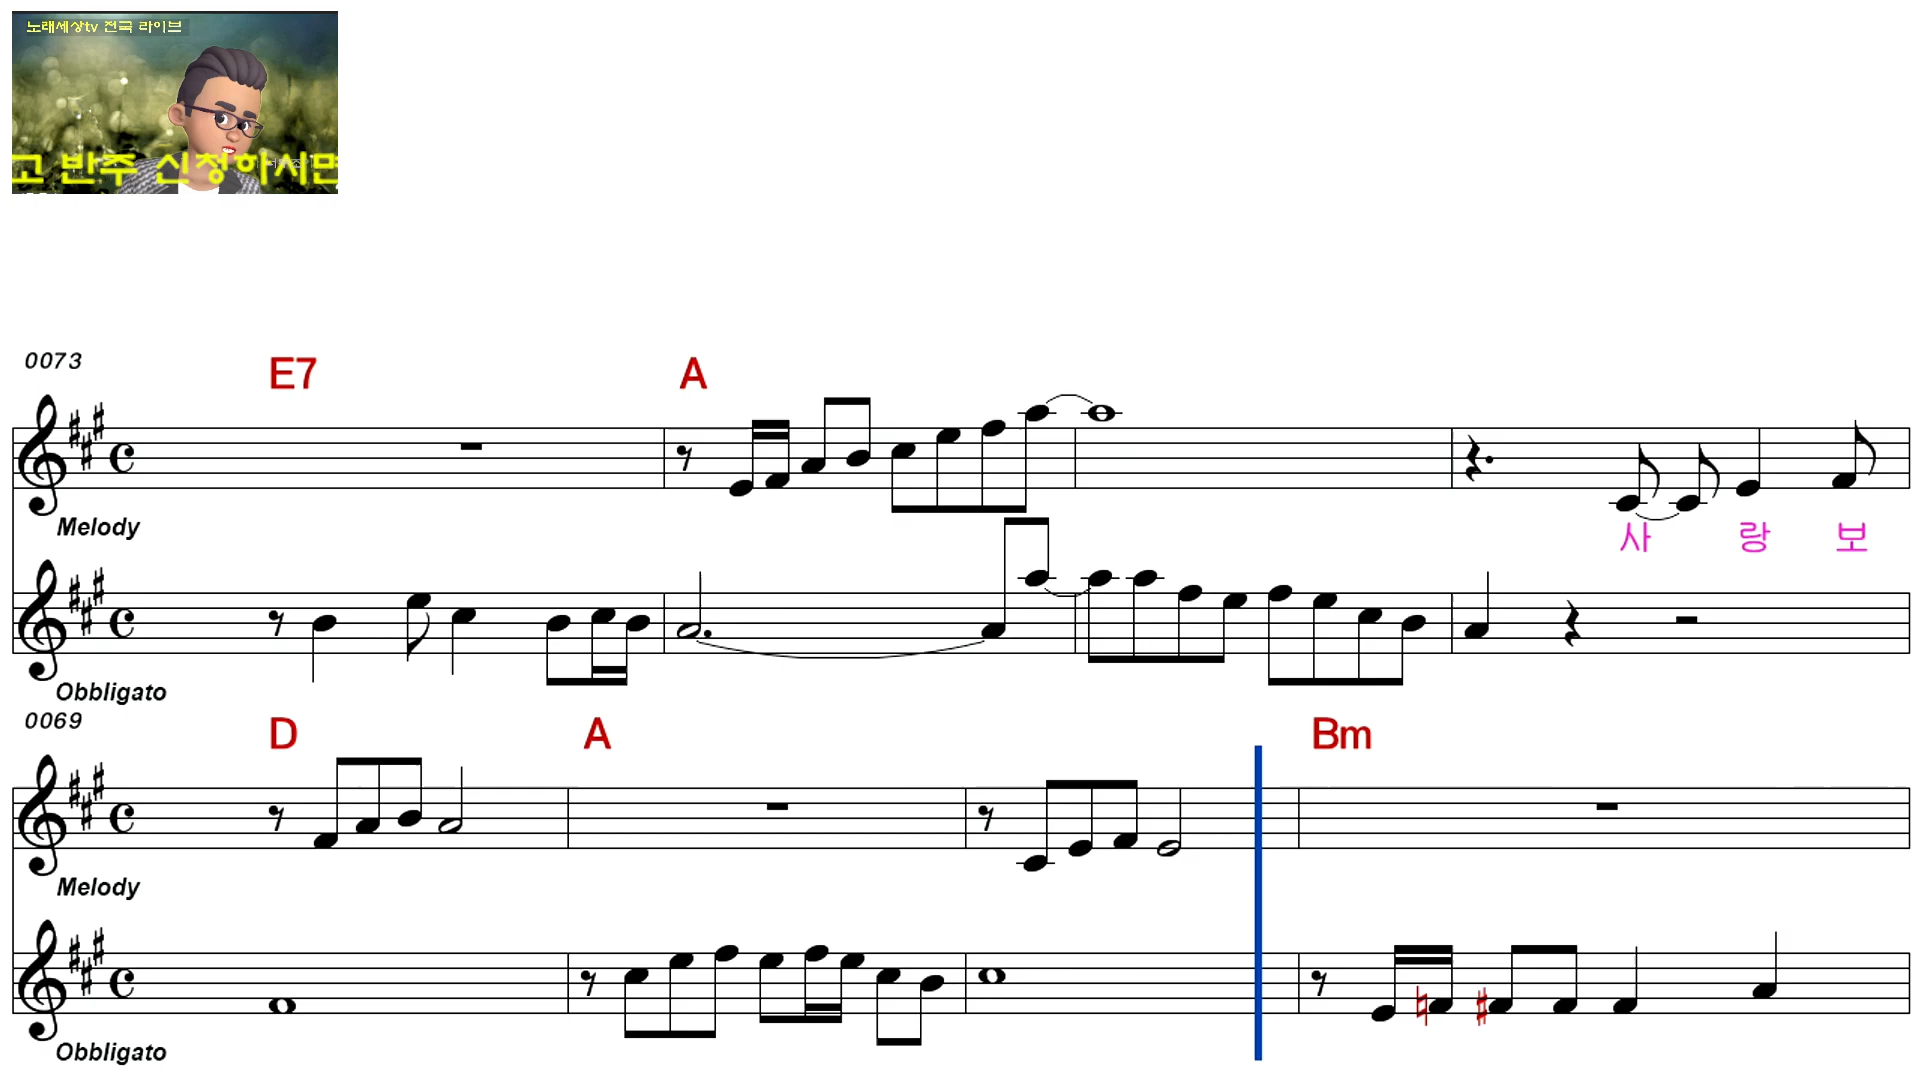 노래세상tv 전국 라이브
고 반주 신청하시면
0073
E7 A
Melody
사 랑 보
Obbligato
0069
D A Bm
Melody
Obbligato